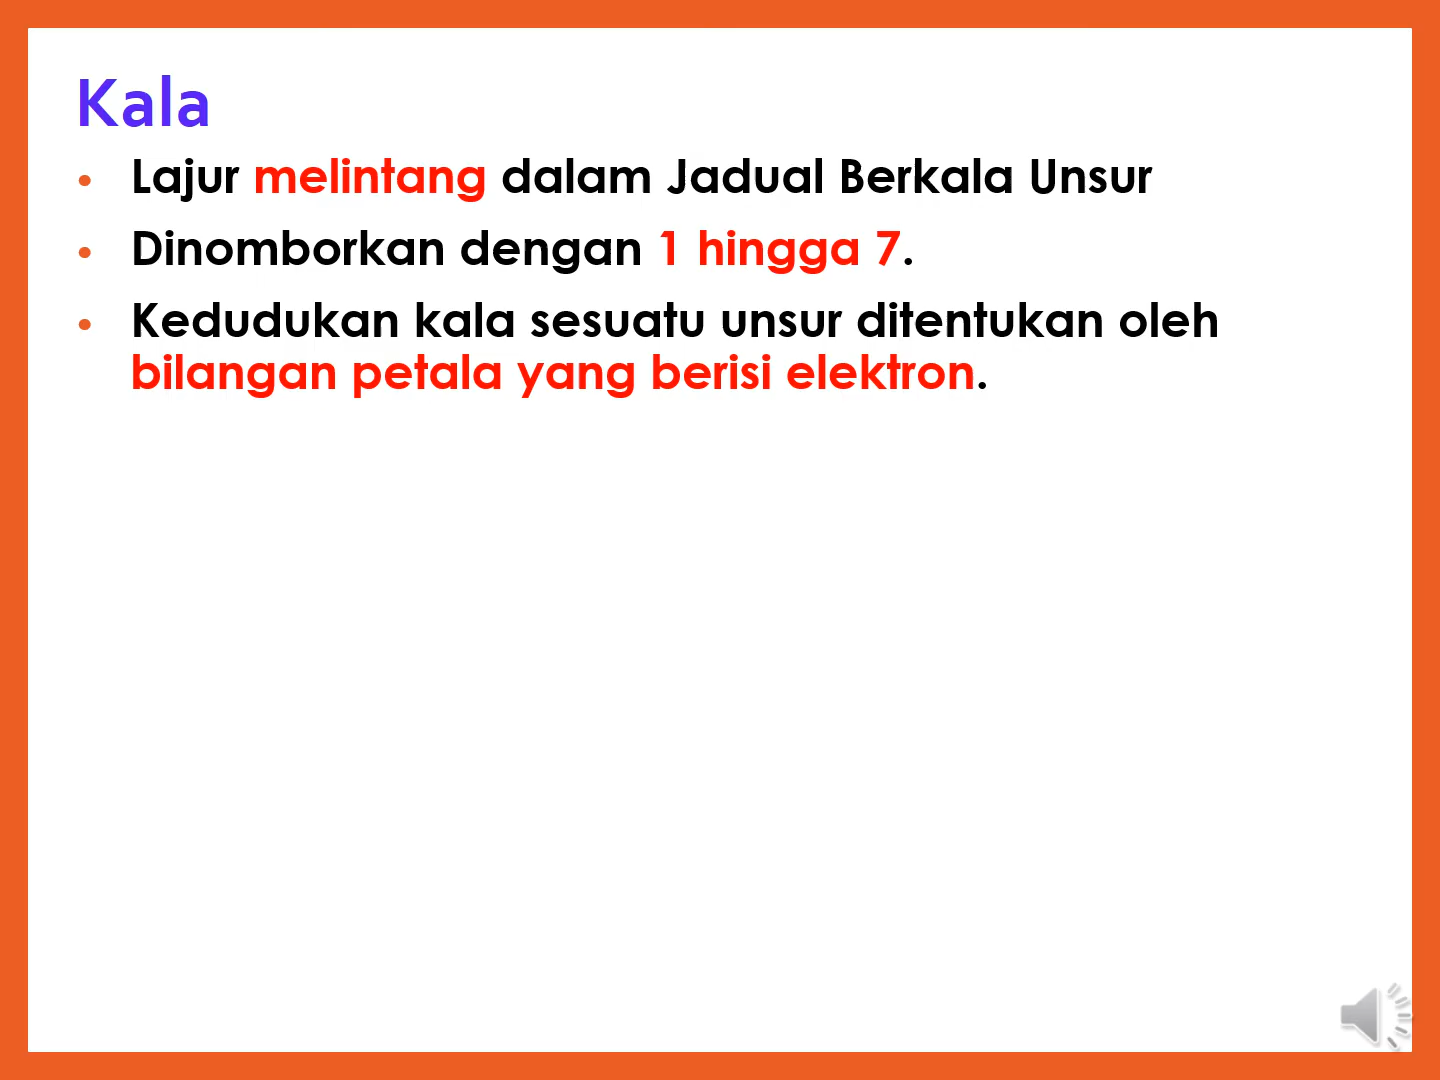 Kala
• Lajur melintang dalam Jadual Berkala Unsur
• Dinomborkan dengan 1 hingga 7.
• Kedudukan kala sesuatu unsur ditentukan oleh
bilangan petala yang berisi elektron.